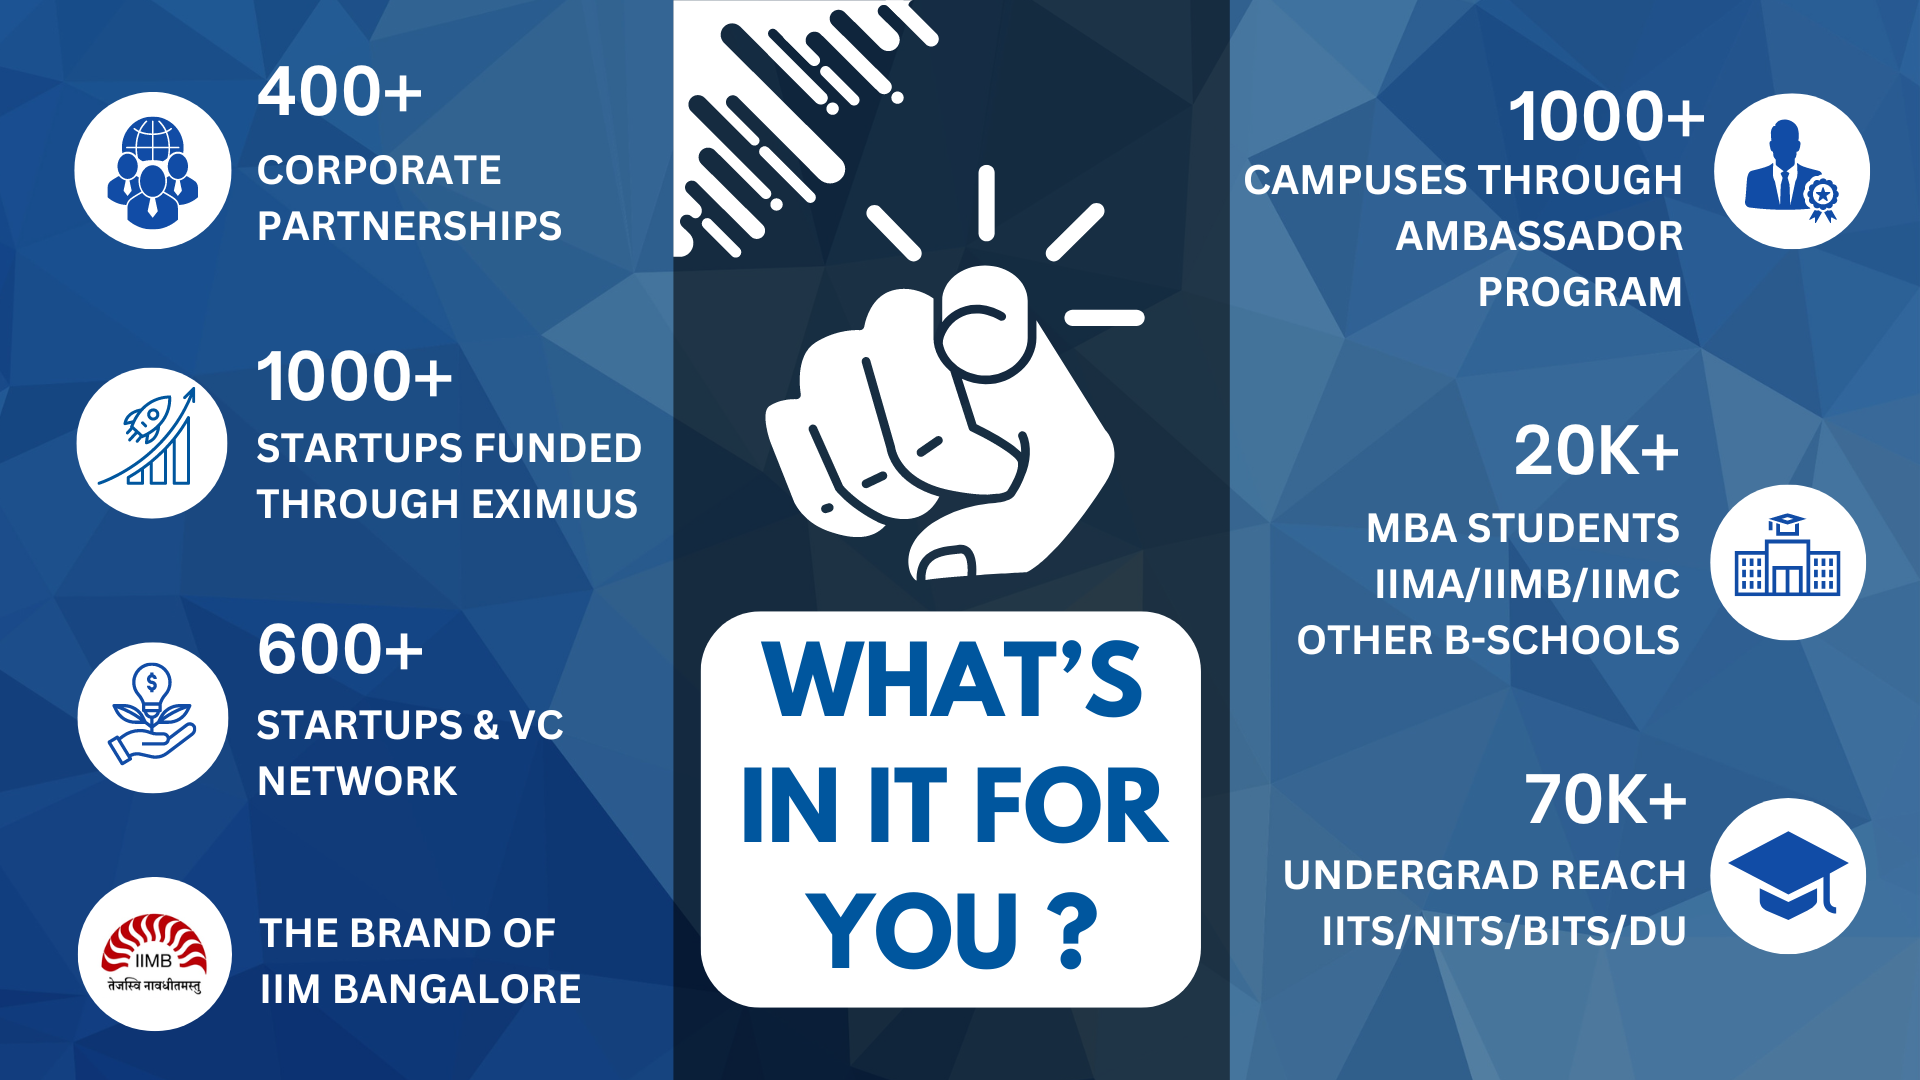 400+
CORPORATE
PARTNERSHIPS
1000+
STARTUPS FUNDED
THROUGH EXIMIUS
600+
$
STARTUPS & VC
NETWORK
IIMB
तेजस्वि नावधीतमस्तु
THE BRAND OF
IIM BANGALORE
WHAT'S
IN IT FOR
YOU ?
1000+
CAMPUSES THROUGH
AMBASSADOR
PROGRAM
20K+
MBA STUDENTS
IIMA/IIMB/IIMC
OTHER B-SCHOOLS
70K+
UNDERGRAD REACH
IITS/NITS/BITS/DU